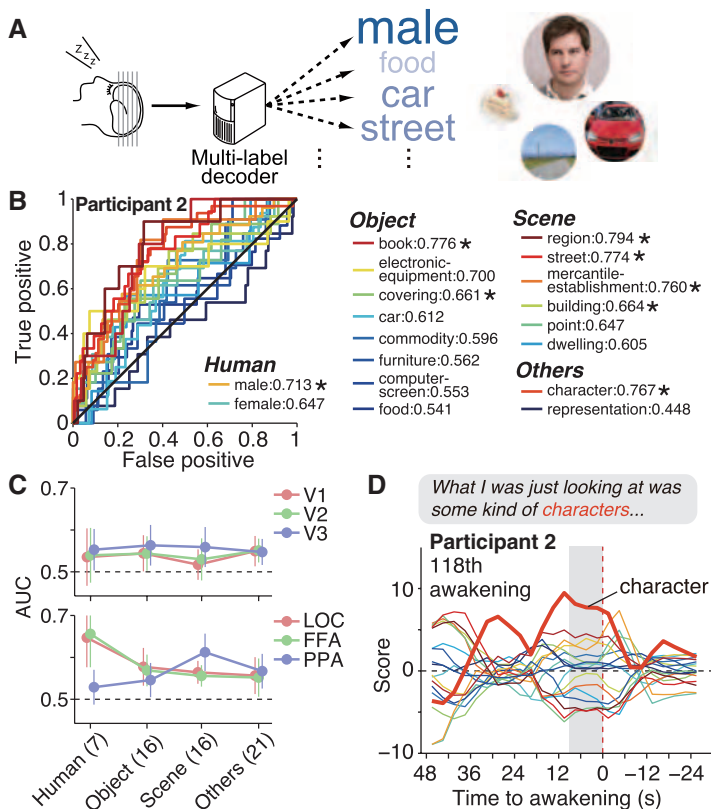 A
zzz
Multi-label
decoder
male
food
car
street
B
Participant 2
True positive
1
0.8
0.6
0.4
0.2
0
0 0.2 0.4 0.6 0.8 1
False positive
Human
male:0.713 *
female:0.647
Object
book:0.776 *
electronic-
equipment:0.700
covering:0.661 *
car:0.612
commodity:0.596
furniture:0.562
computer-
screen:0.553
food:0.541
Scene
region:0.794 *
street:0.774 *
mercantile-
establishment:0.760 *
building:0.664 *
point:0.647
dwelling:0.605
Others
character:0.767 *
representation:0.448
C
AUC
0.7
0.5
V1
V2
V3
0.7
0.5
LOC
FFA
PPA
Human (7)
Object (16)
Scene (16)
Others (21)
D
What I was just looking at was
some kind of characters...
Participant 2
118th
awakening
character
Score
10
0
−10
48 36 24 12 0 −12 −24
Time to awakening (s)